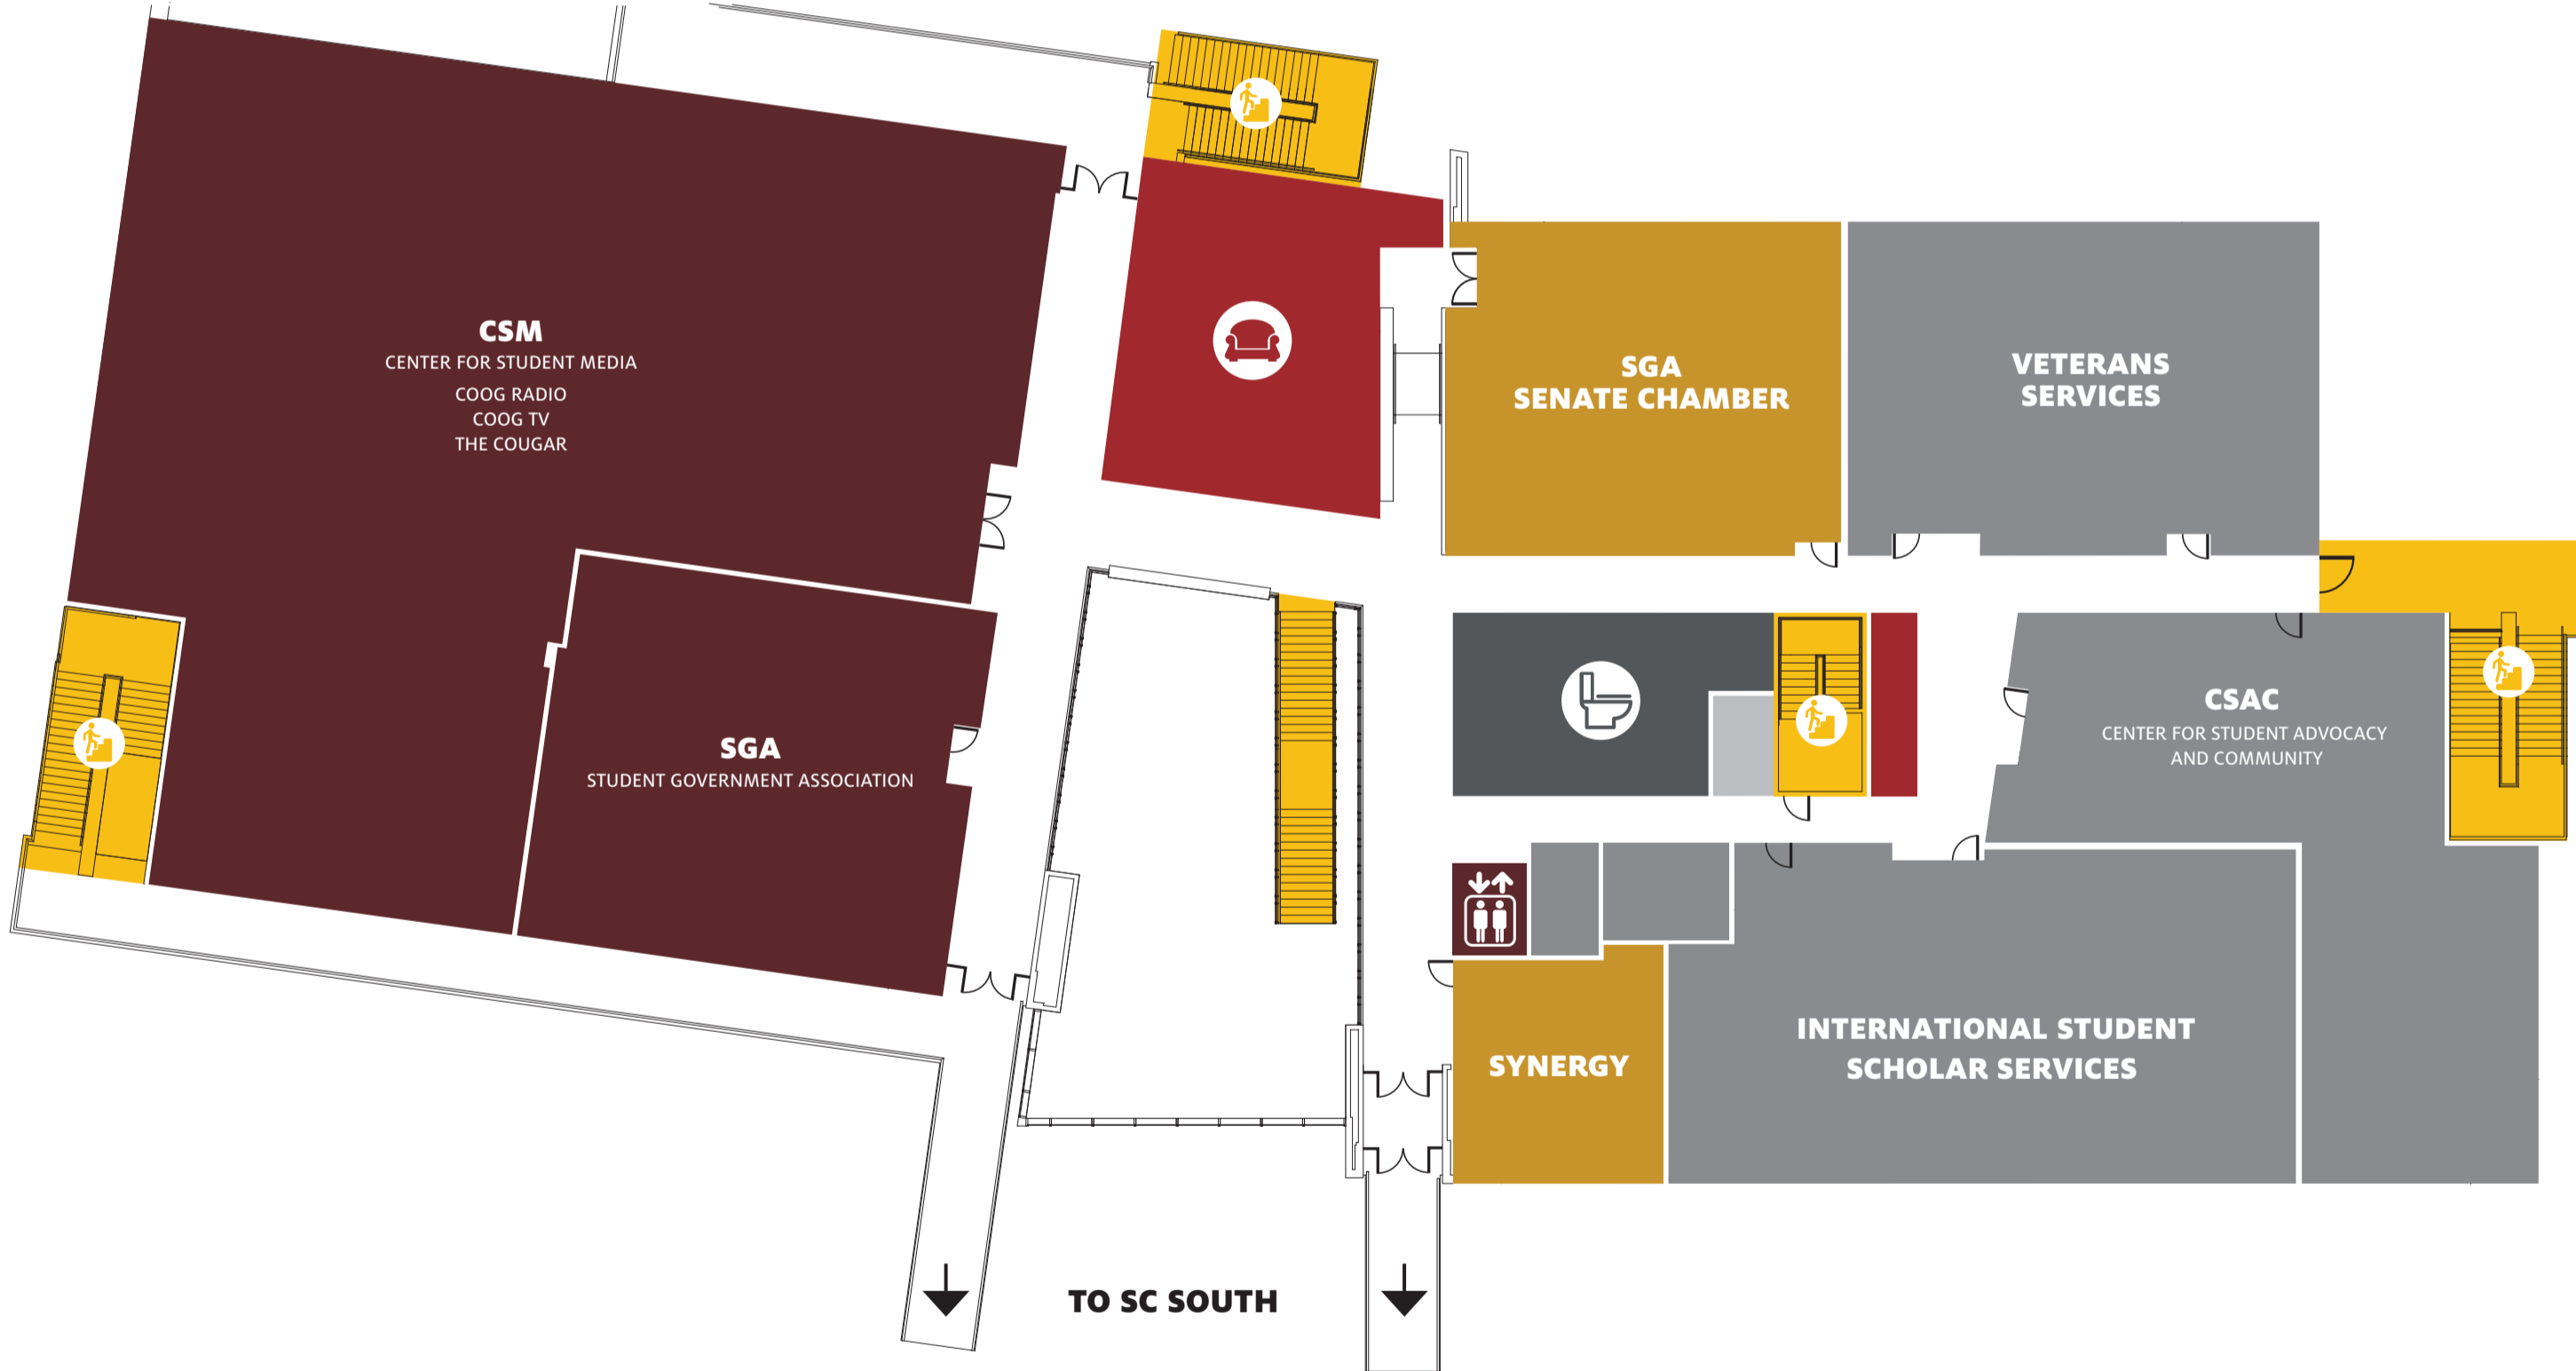 CSM
CENTER FOR STUDENT MEDIA
COOG RADIO
COOG TV
THE COUGAR
SGA
SENATE CHAMBER
VETERANS
SERVICES
SGA
STUDENT GOVERNMENT ASSOCIATION
CSAC
CENTER FOR STUDENT ADVOCACY
AND COMMUNITY
SYNERGY
INTERNATIONAL STUDENT
SCHOLAR SERVICES
TO SC SOUTH